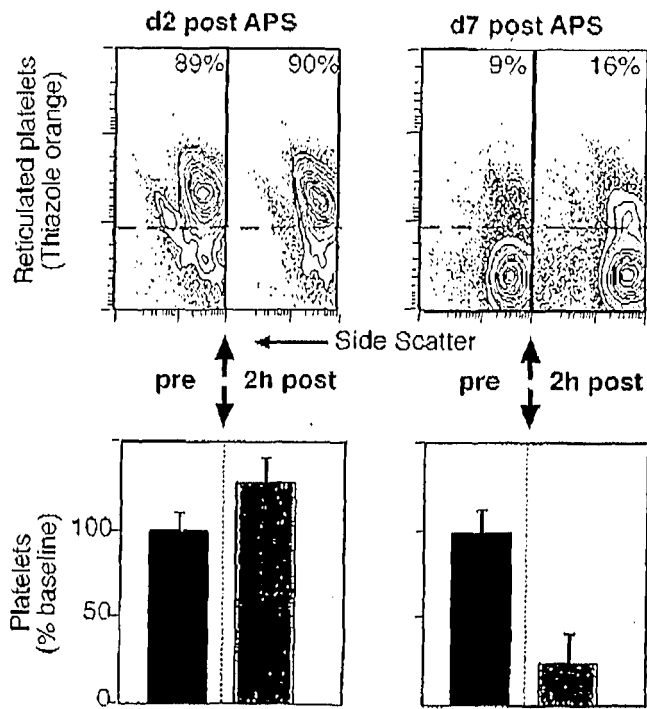 d2 post APS
d7 post APS
Reticulated platelets
(Thiazole orange)
89%
90%
9%
16%
Side Scatter
pre
2h post
pre
2h post
Platelets
(% baseline)
100
50
0